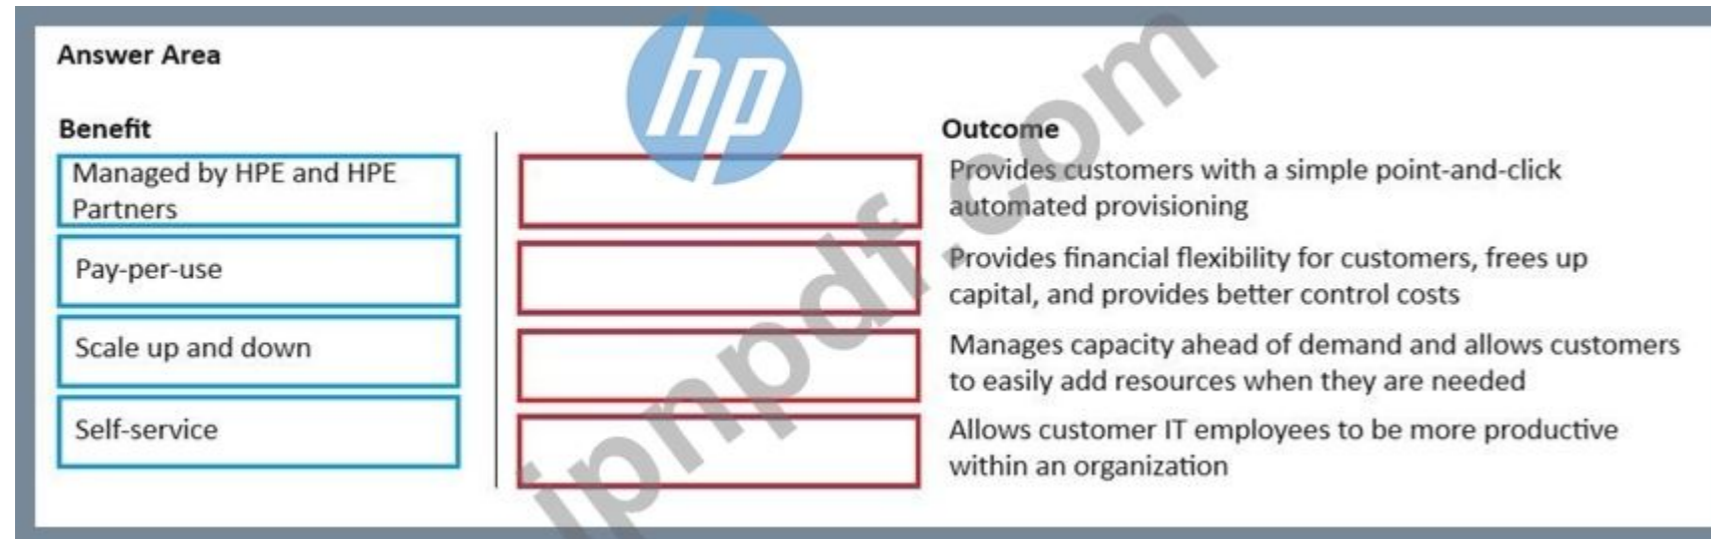 Answer Area
hp
Benefit
Outcome
Managed by HPE and HPE
Partners
Provides customers with a simple point-and-click
automated provisioning
Pay-per-use
Provides financial flexibility for customers, frees up
capital, and provides better control costs
Scale up and down
Manages capacity ahead of demand and allows customers
to easily add resources when they are needed
Self-service
Allows customer IT employees to be more productive
within an organization
jpnpdf.com